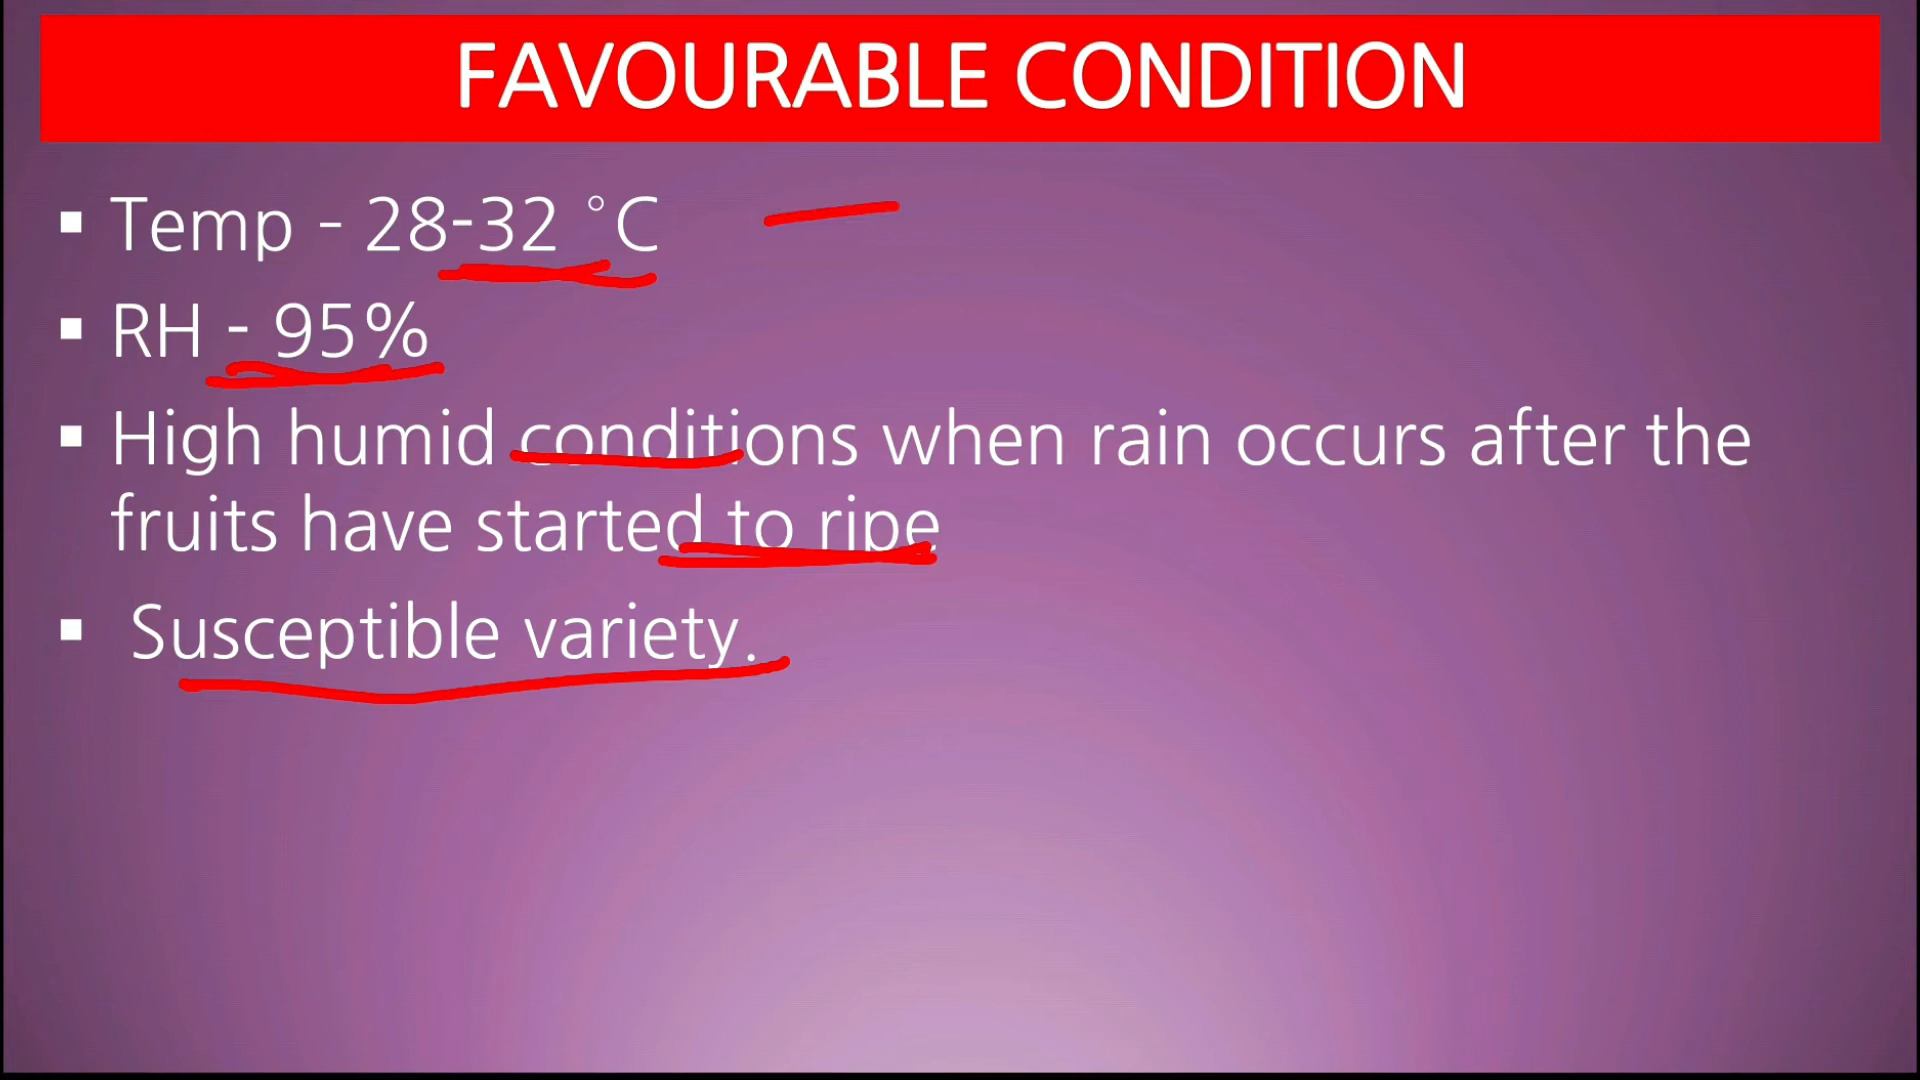 FAVOURABLE CONDITION
▪ Temp - 28-32 °C
▪ RH - 95%
▪ High humid conditions when rain occurs after the
fruits have started to ripe
▪ Susceptible variety.